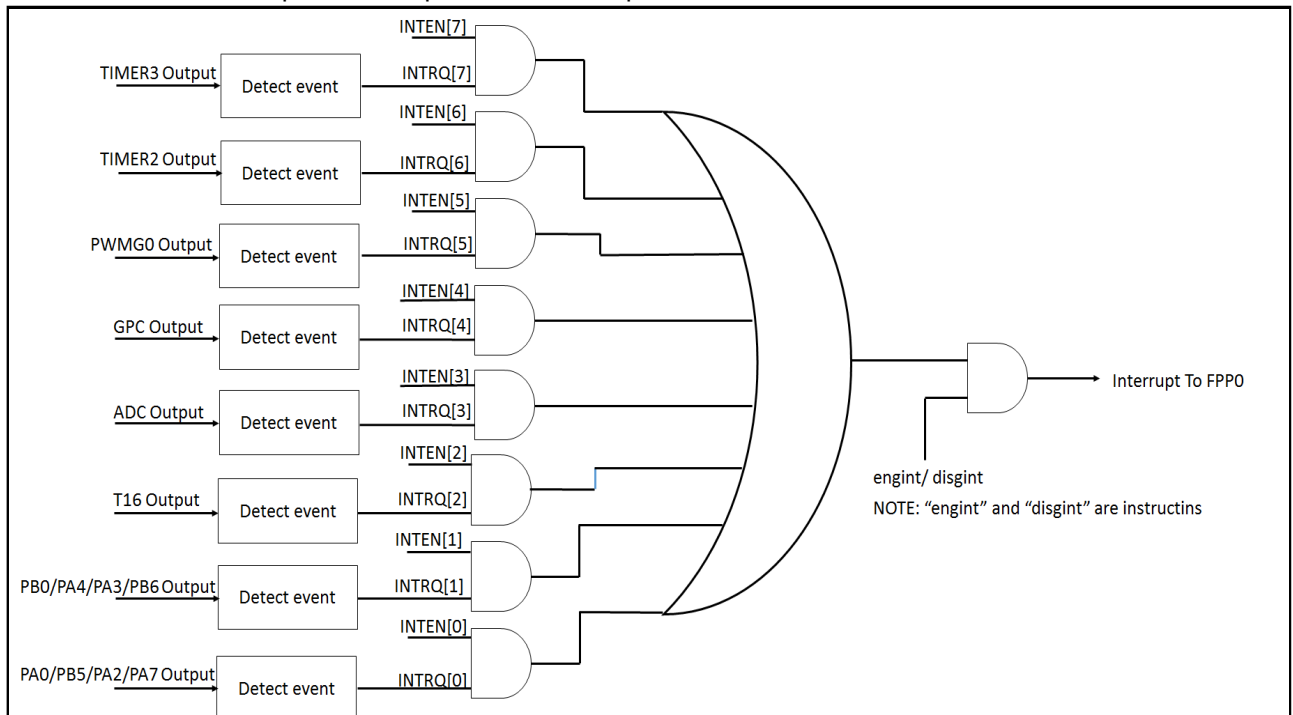 INTEN[7]
TIMER3 Output
Detect event
INTRQ[7]
INTEN[6]
TIMER2 Output
Detect event
INTRQ[6]
INTEN[5]
PWMG0 Output
Detect event
INTRQ[5]
INTEN[4]
GPC Output
Detect event
INTRQ[4]
INTEN[3]
ADC Output
Detect event
INTRQ[3]
INTEN[2]
T16 Output
Detect event
INTRQ[2]
INTEN[1]
PB0/PA4/PA3/PB6 Output
Detect event
INTRQ[1]
INTEN[0]
PA0/PB5/PA2/PA7 Output
Detect event
INTRQ[0]
Interrupt To FPP0
engint/ disgint
NOTE: “engint” and “disgint” are instructins